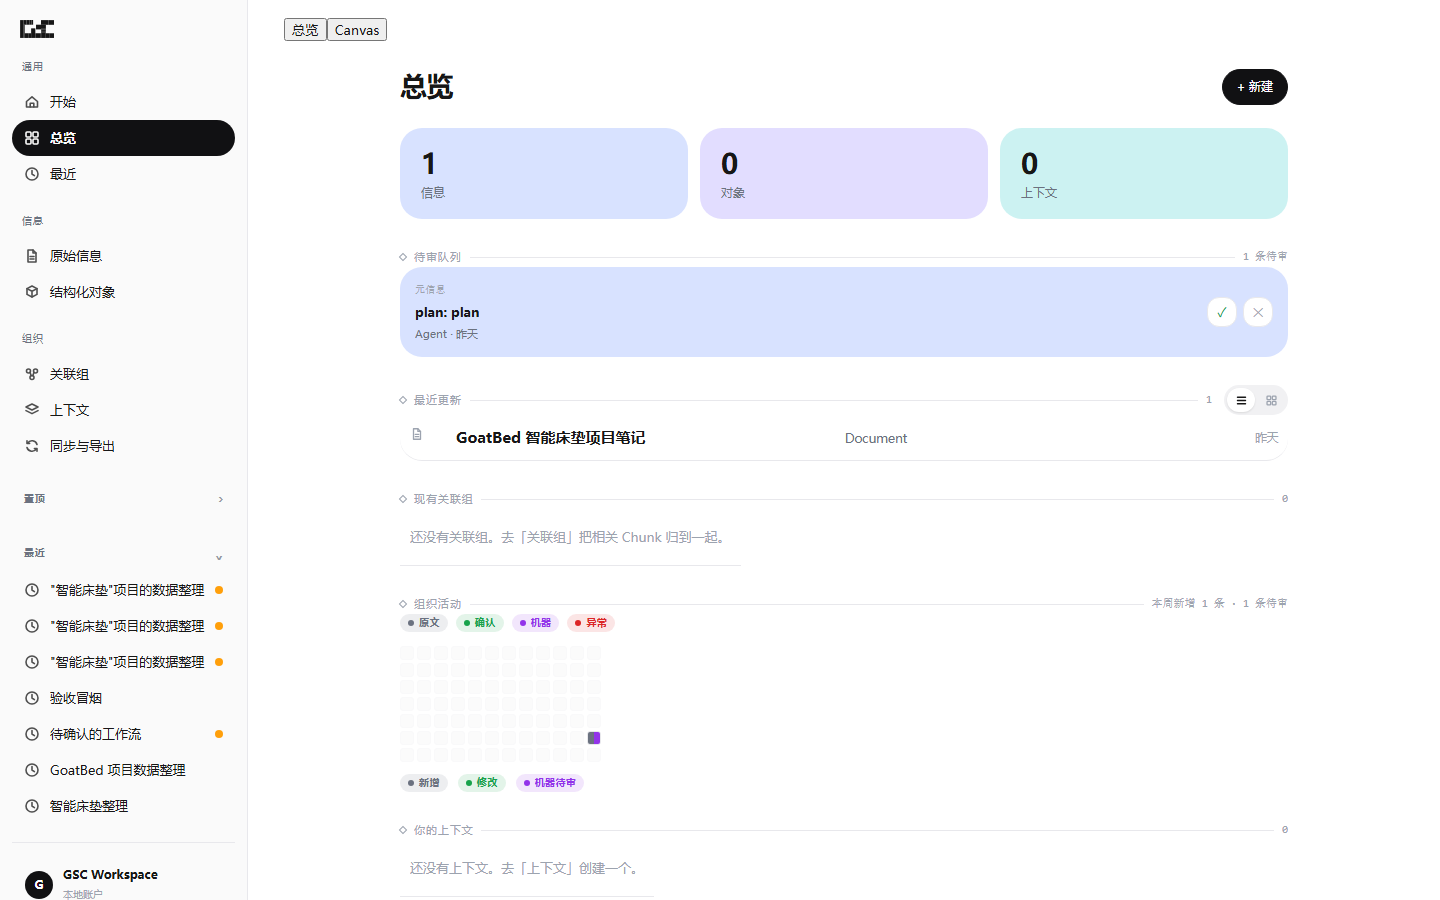 GSC
通用
开始
总览
最近
信息
原始信息
结构化对象
组织
关联组
上下文
同步与导出
置顶
最近
"智能床垫"项目的数据整理
"智能床垫"项目的数据整理
"智能床垫"项目的数据整理
验收冒烟
待确认的工作流
GoatBed 项目数据整理
智能床垫整理
G
GSC Workspace
本地账户
总览 Canvas
总览
+ 新建
1
信息
0
对象
0
上下文
待审队列 1 条待审
元信息
plan: plan
Agent · 昨天
最近更新 1
GoatBed 智能床垫项目笔记 Document 昨天
现有关联组 0
还没有关联组。去「关联组」把相关 Chunk 归到一起。
组织活动 本周新增 1 条 · 1 条待审
原文 确认 机器 异常
新增 修改 机器待审
你的上下文 0
还没有上下文。去「上下文」创建一个。